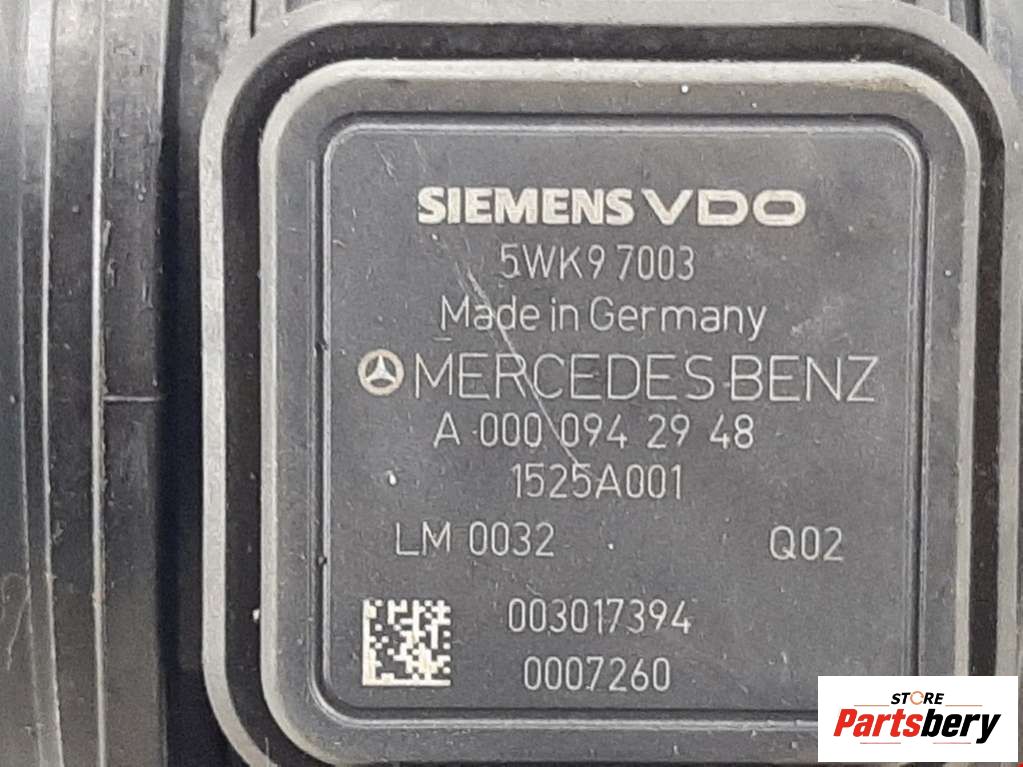 SIEMENS VDO
5WK9 7003
Made in Germany
MERCEDES-BENZ
A 000 094 29 48
1525A001
LM 0032 Q02
003017394
0007260
STORE
Partsbery